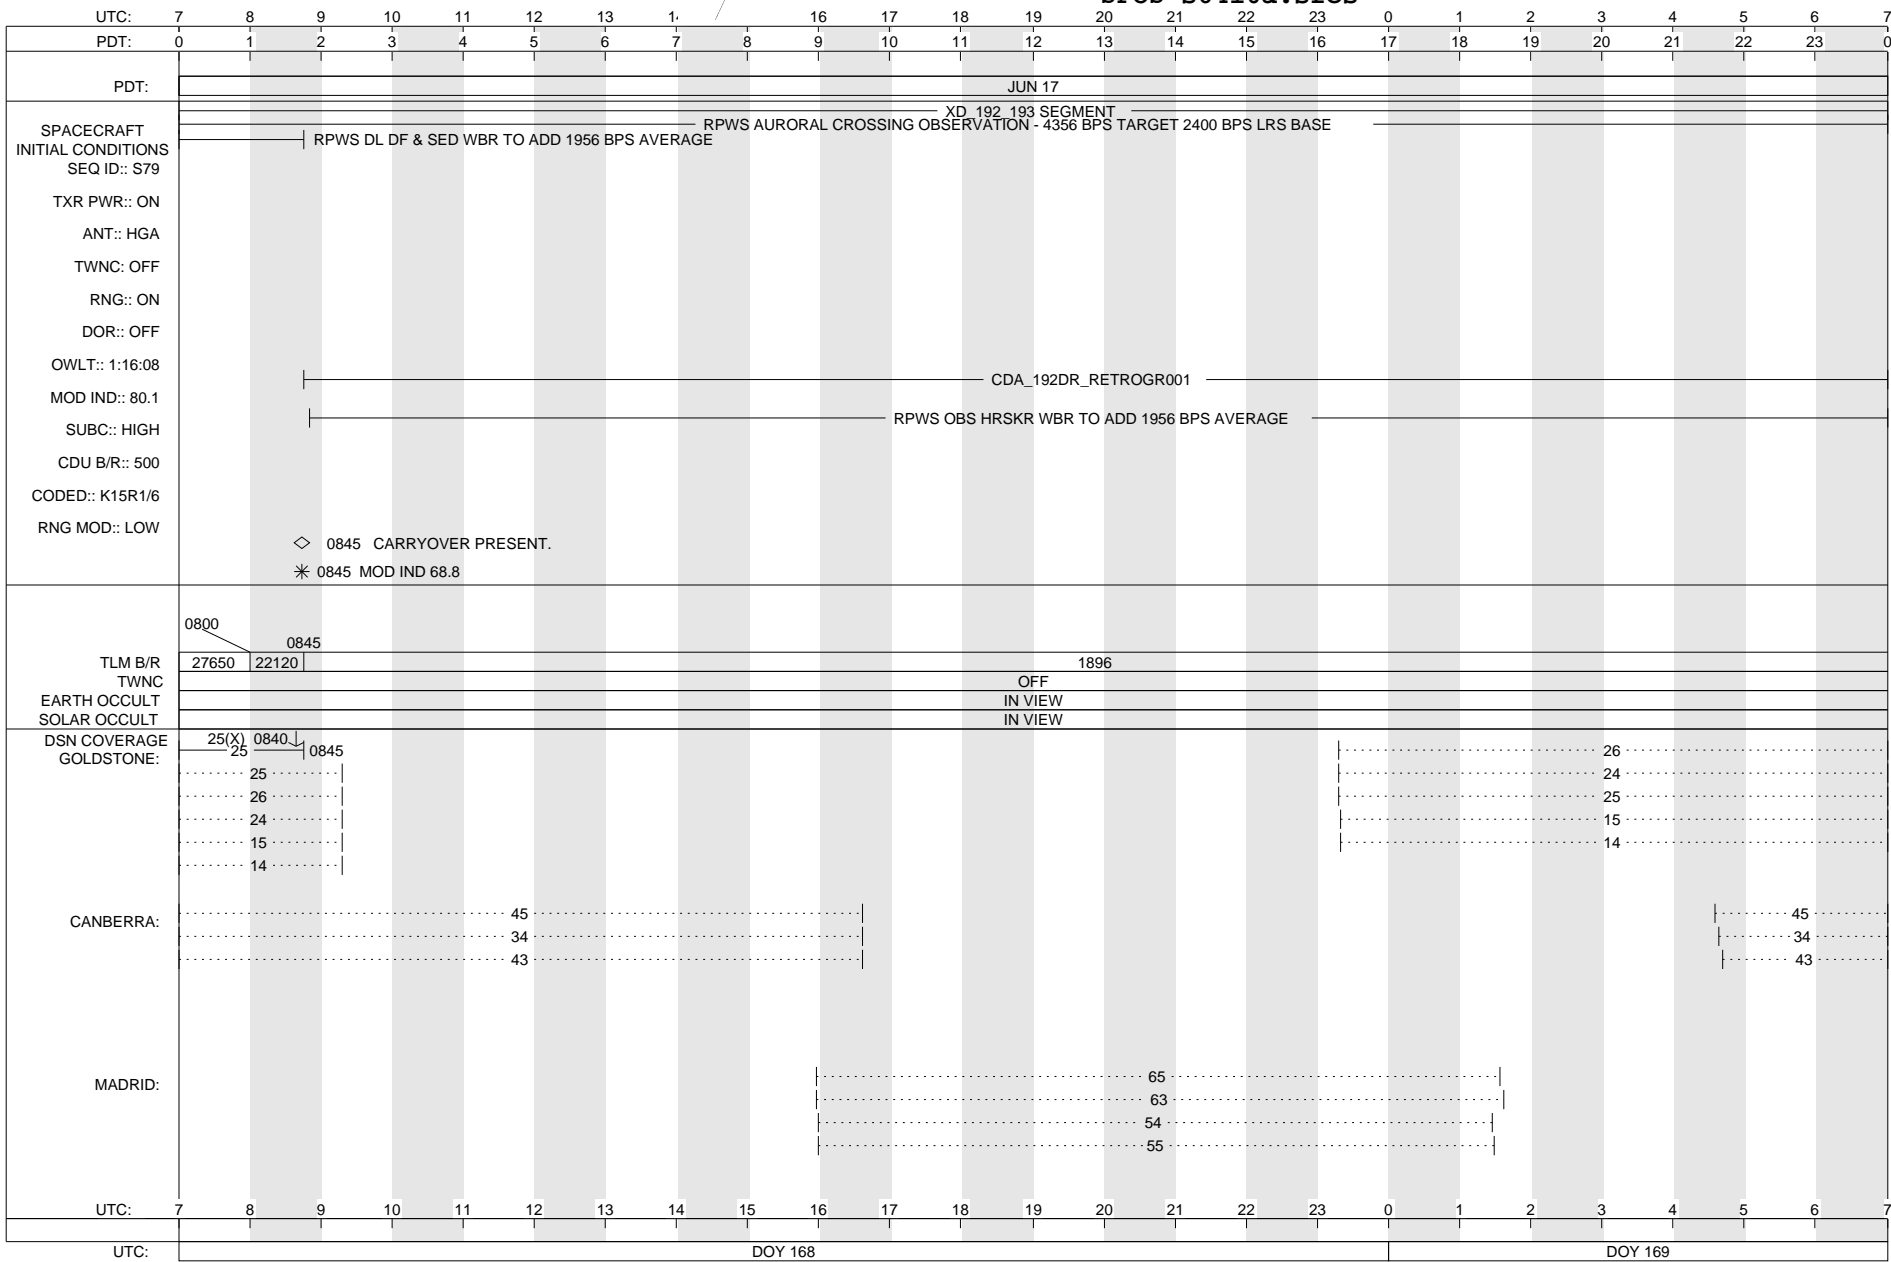 UTC: 7 8 9 10 11 12 13 16 17 18 19 20 21 22 23 0 1 2 3 4 5 6 7
PDT: 0 1 2 3 4 5 6 7 8 9 10 11 12 13 14 15 16 17 18 19 20 21 22 23 0
PDT: JUN 17
XD_192_193 SEGMENT
RPWS AURORAL CROSSING OBSERVATION - 4356 BPS TARGET 2400 BPS LRS BASE
SPACECRAFT
RPWS DL DF & SED WBR TO ADD 1956 BPS AVERAGE
INITIAL CONDITIONS
SEQ ID:: S79
TXR PWR:: ON
ANT:: HGA
TWNC: OFF
RNG:: ON
DOR:: OFF
OWLT:: 1:16:08
CDA_192DR_RETROGR001
MOD IND:: 80.1
RPWS OBS HRSKR WBR TO ADD 1956 BPS AVERAGE
SUBC:: HIGH
CDU B/R:: 500
CODED:: K15R1/6
RNG MOD:: LOW
0845 CARRYOVER PRESENT.
0845 MOD IND 68.8
0800
0845
TLM B/R 27650 22120 1896
TWNC OFF
EARTH OCCULT IN VIEW
SOLAR OCCULT IN VIEW
DSN COVERAGE 25(X) 0840
GOLDSTONE: 25 0845 26
25 24
26 25
24 15
15 14
14
CANBERRA: 45 45
34 34
43 43
MADRID: 65
63
54
55
UTC: 7 8 9 10 11 12 13 14 15 16 17 18 19 20 21 22 23 0 1 2 3 4 5 6 7
UTC: DOY 168 DOY 169